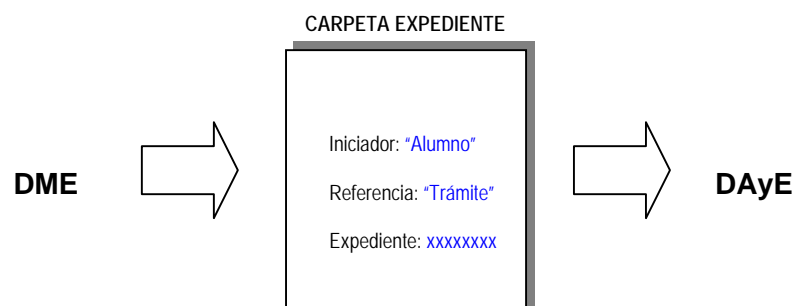 CARPETA EXPEDIENTE
Iniciador: “Alumno”
DME
Referencia: “Trámite”
DAyE
Expediente: xxxxxxxx